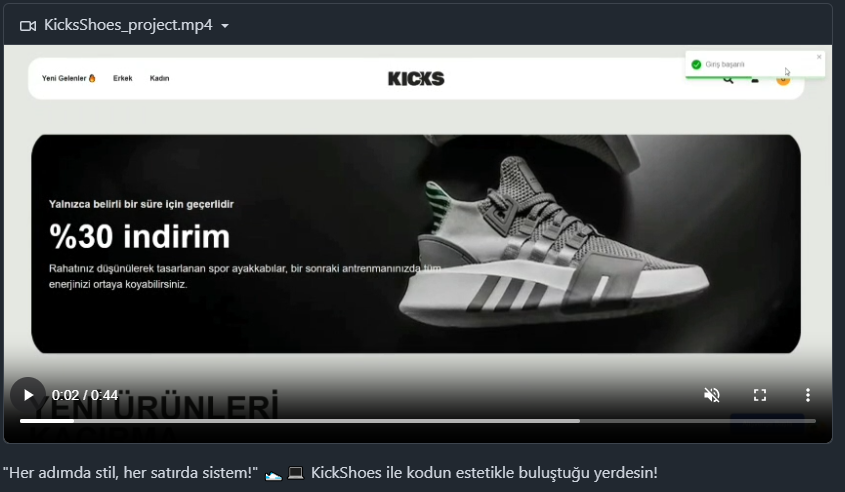 KicksShoes_project.mp4
Giriş başarılı
Yeni Gelenler🔥 Erkek Kadın KICKS
Yalnızca belirli bir süre için geçerlidir
%30 indirim
Rahatınız düşünülerek tasarlanan spor ayakkabılar, bir sonraki antrenmanınızda tüm
enerjinizi ortaya koyabilirsiniz.
0:02 / 0:44
YENİ ÜRÜNLERİ
"Her adımda stil, her satırda sistem!" 👟 💻 KickShoes ile kodun estetikle buluştuğu yerdesin!